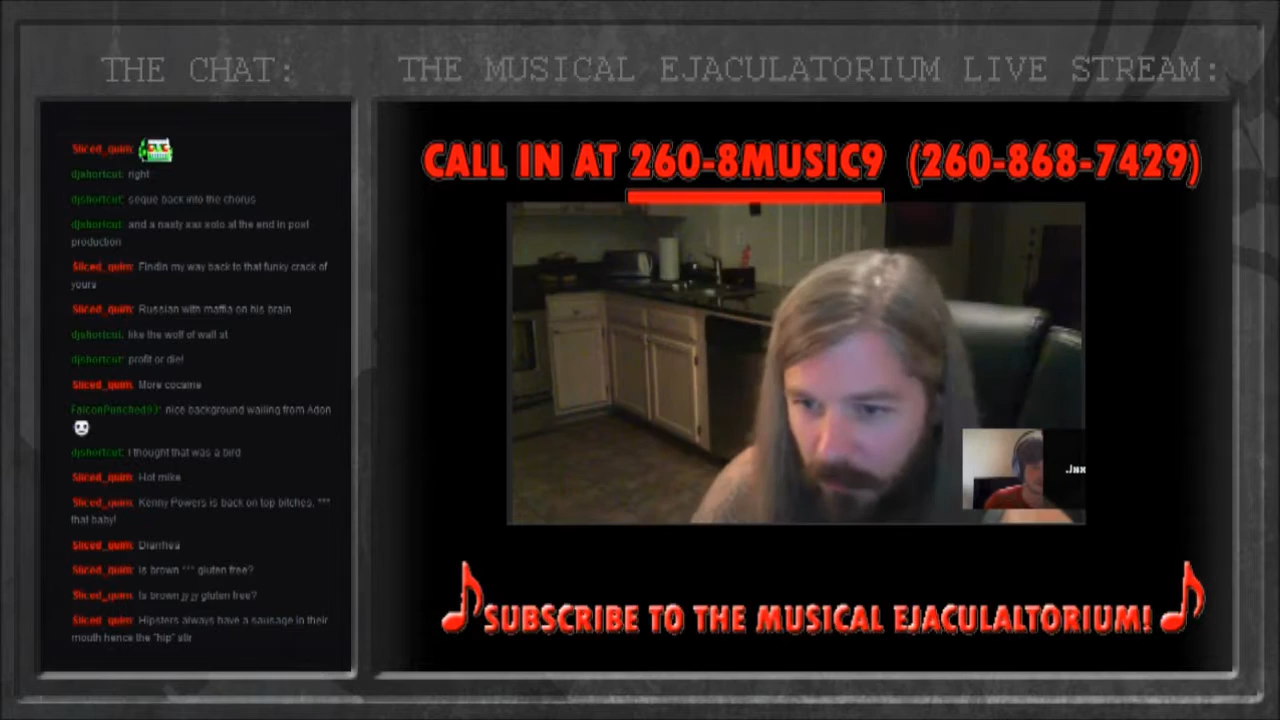 THE CHAT:
THE MUSICAL EJACULATORIUM LIVE STREAM:
Sliced_quim:
djshortcut: right
djshortcut: seque back into the chorus
djshortcut: and a nasty sax solo at the end in post
production
Sliced_quim: Findin my way back to that funky crack of
yours
Sliced_quim: Russian with maffia on his brain
djshortcut: like the wolf of wall st
djshortcut: profit or die!
Sliced_quim: More cocaine
FalconPunched93: nice background wailing from Adon
djshortcut: I thought that was a bird
Sliced_quim: Hot mike
Sliced_quim: Kenny Powers is back on top bitches. ***
that baby!
Sliced_quim: Diarrhea
Sliced_quim: Is brown *** gluten free?
Sliced_quim: Is brown jy jy gluten free?
Sliced_quim: Hipsters always have a sausage in their
mouth hence the "hip" stir
CALL IN AT 260-8MUSIC9 (260-868-7429)
.Jax
SUBSCRIBE TO THE MUSICAL EJACULALTORIUM!